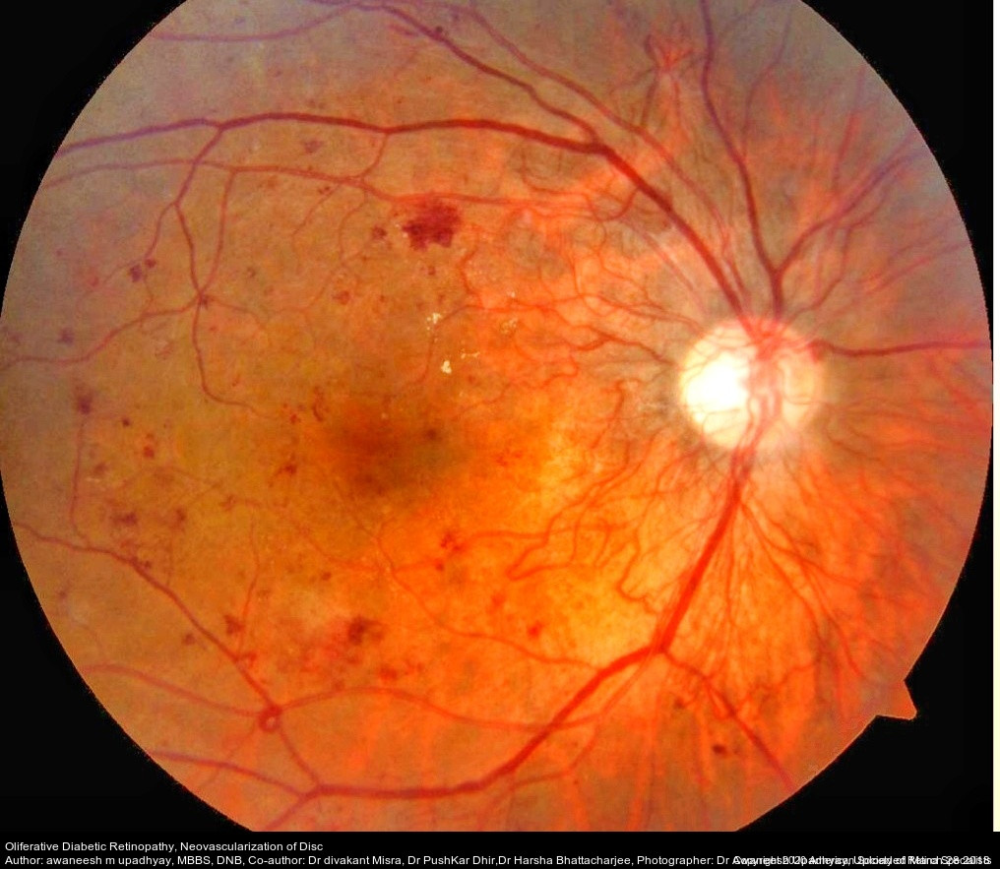 Oliferative Diabetic Retinopathy, Neovascularization of Disc
Author: awaneesh m upadhyay, MBBS, DNB, Co-author: Dr divakant Misra, Dr PushKar Dhir,Dr Harsha Bhattacharjee, Photographer: Dr